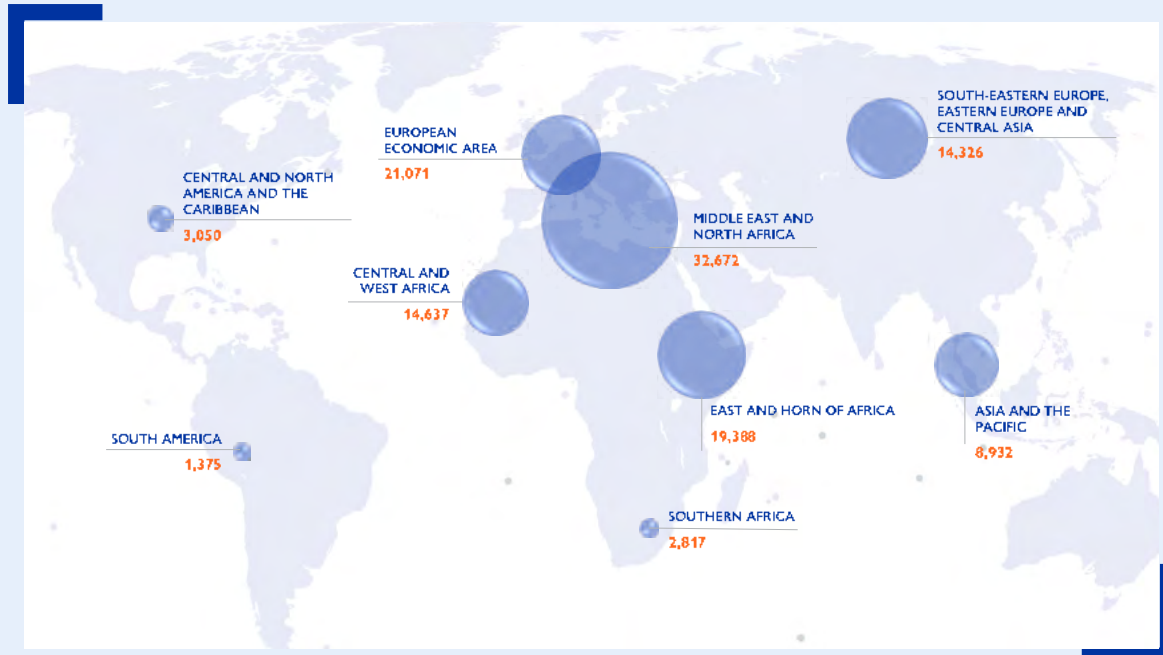 SOUTH-EASTERN EUROPE,
EASTERN EUROPE AND
CENTRAL ASIA
14,326
EUROPEAN
ECONOMIC AREA
21,071
CENTRAL AND NORTH
AMERICA AND THE
CARIBBEAN
3,050
MIDDLE EAST AND
NORTH AFRICA
32,672
CENTRAL AND
WEST AFRICA
14,637
EAST AND HORN OF AFRICA
19,388
ASIA AND THE
PACIFIC
8,932
SOUTH AMERICA
1,375
SOUTHERN AFRICA
2,817